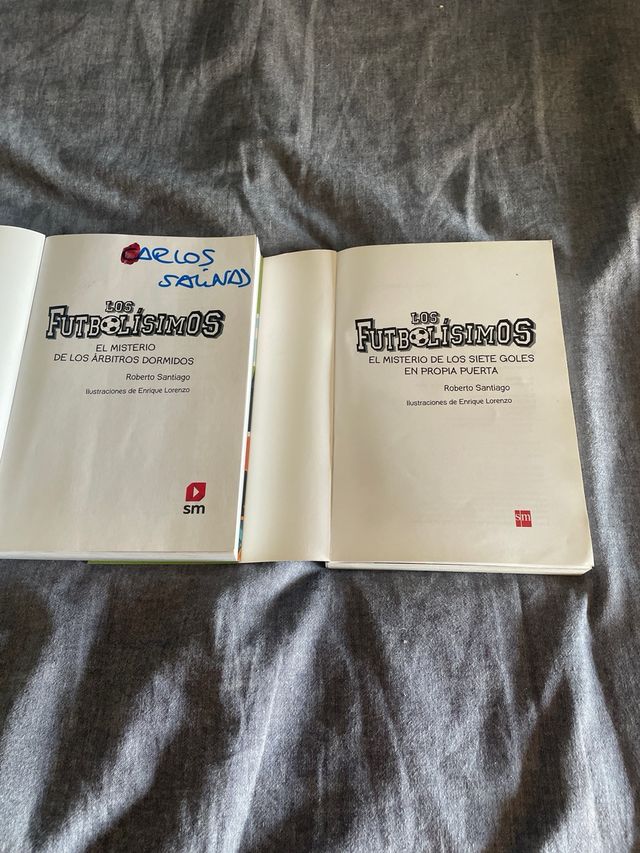 CARLOS
SALINAS
LOS
FUTBOLÍSIMOS
EL MISTERIO
DE LOS ÁRBITROS DORMIDOS
Roberto Santiago
Ilustraciones de Enrique Lorenzo
sm
LOS
FUTBOLÍSIMOS
EL MISTERIO DE LOS SIETE GOLES
EN PROPIA PUERTA
Roberto Santiago
Ilustraciones de Enrique Lorenzo
sm